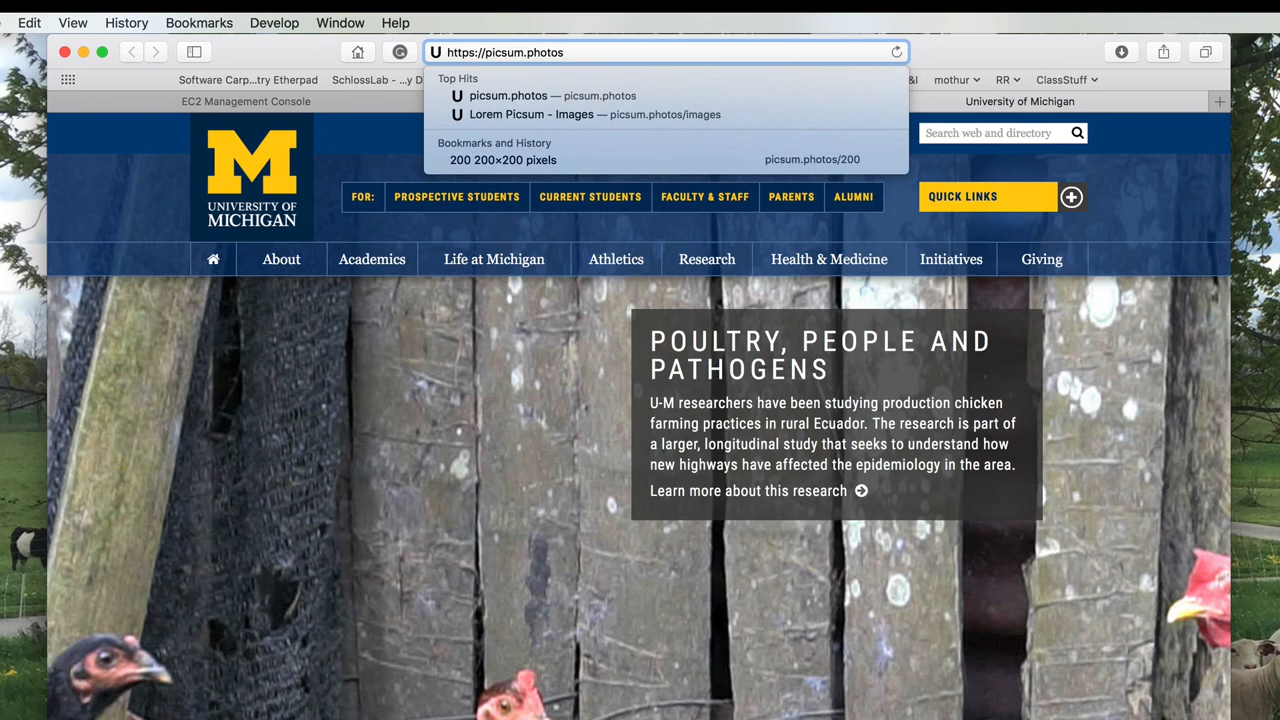 Edit View History Bookmarks Develop Window Help
U https://picsum.photos
Top Hits
U picsum.photos — picsum.photos
U Lorem Picsum - Images — picsum.photos/images
Bookmarks and History
200 200×200 pixels picsum.photos/200
Software Carp...try Etherpad SchlossLab - ...y D &I mothur RR ClassStuff
EC2 Management Console University of Michigan
Search web and directory
M
UNIVERSITY OF
MICHIGAN
FOR: PROSPECTIVE STUDENTS CURRENT STUDENTS FACULTY & STAFF PARENTS ALUMNI QUICK LINKS
About Academics Life at Michigan Athletics Research Health & Medicine Initiatives Giving
POULTRY, PEOPLE AND
PATHOGENS
U-M researchers have been studying production chicken
farming practices in rural Ecuador. The research is part of
a larger, longitudinal study that seeks to understand how
new highways have affected the epidemiology in the area.
Learn more about this research